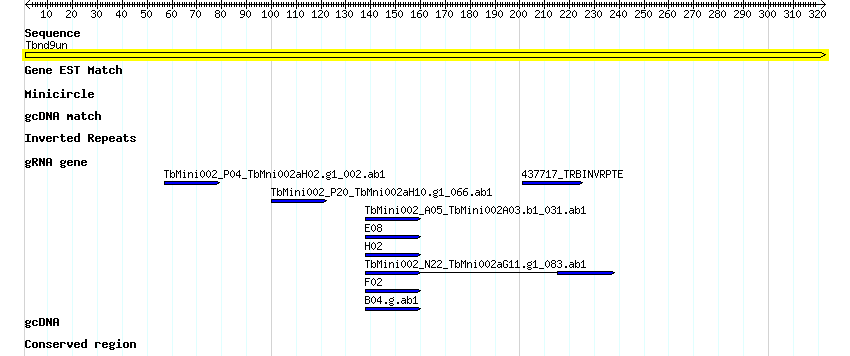 10 20 30 40 50 60 70 80 90 100 110 120 130 140 150 160 170 180 190 200 210 220 230 240 250 260 270 280 290 300 310 320
Sequence
Tbnd9un
Gene EST Match
Minicircle
gcDNA match
Inverted Repeats
gRNA gene
TbMini002_P04_TbMni002aH02.g1_002.ab1 437717_TRBINVRPTE
TbMini002_P20_TbMni002aH10.g1_066.ab1
TbMini002_A05_TbMini002A03.b1_031.ab1
E08
H02
TbMini002_N22_TbMni002aG11.g1_083.ab1
F02
B04.g.ab1
gcDNA
Conserved region